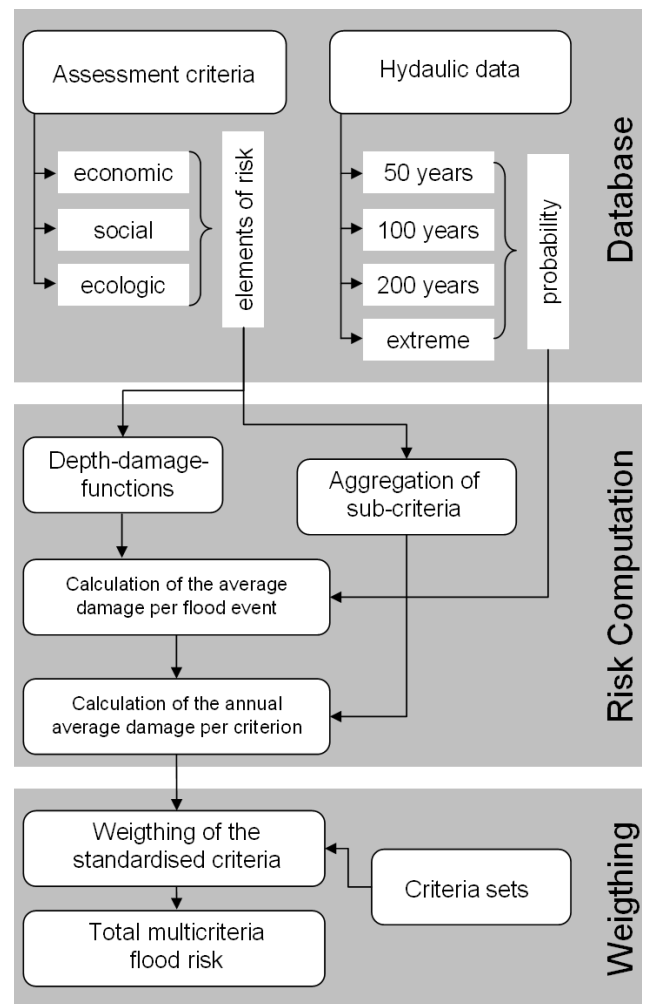 Assessment criteria
economic
social
ecologic
elements of risk
Hydaulic data
50 years
100 years
200 years
extreme
probability
Database
Depth-damage-
functions
Aggregation of
sub-criteria
Calculation of the average
damage per flood event
Calculation of the annual
average damage per criterion
Risk Computation
Weigthing of the
standardised criteria
Criteria sets
Total multicriteria
flood risk
Weigthing